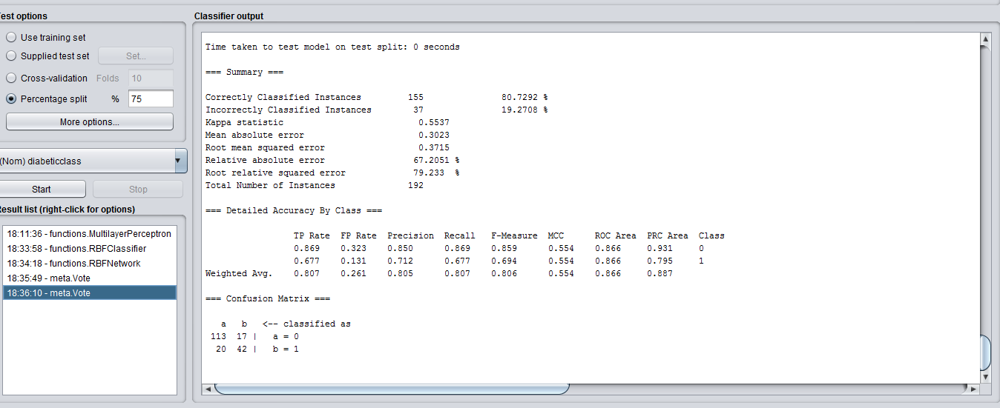 est options
Use training set
Supplied test set Set...
Cross-validation Folds 10
Percentage split % 75
More options...
(Nom) diabeticclass
Start Stop
esult list (right-click for options)
18:11:36 - functions.MultilayerPerceptron
18:33:58 - functions.RBFClassifier
18:34:18 - functions.RBFNetwork
18:35:49 - meta.Vote
18:36:10 - meta.Vote
Classifier output
Time taken to test model on test split: 0 seconds
=== Summary ===
Correctly Classified Instances 155 80.7292 %
Incorrectly Classified Instances 37 19.2708 %
Kappa statistic 0.5537
Mean absolute error 0.3023
Root mean squared error 0.3715
Relative absolute error 67.2051 %
Root relative squared error 79.233 %
Total Number of Instances 192
=== Detailed Accuracy By Class ===
TP Rate FP Rate Precision Recall F-Measure MCC ROC Area PRC Area Class
0.869 0.323 0.850 0.869 0.859 0.554 0.866 0.931 0
0.677 0.131 0.712 0.677 0.694 0.554 0.866 0.795 1
Weighted Avg. 0.807 0.261 0.805 0.807 0.806 0.554 0.866 0.887
=== Confusion Matrix ===
a b <-- classified as
113 17 | a = 0
20 42 | b = 1